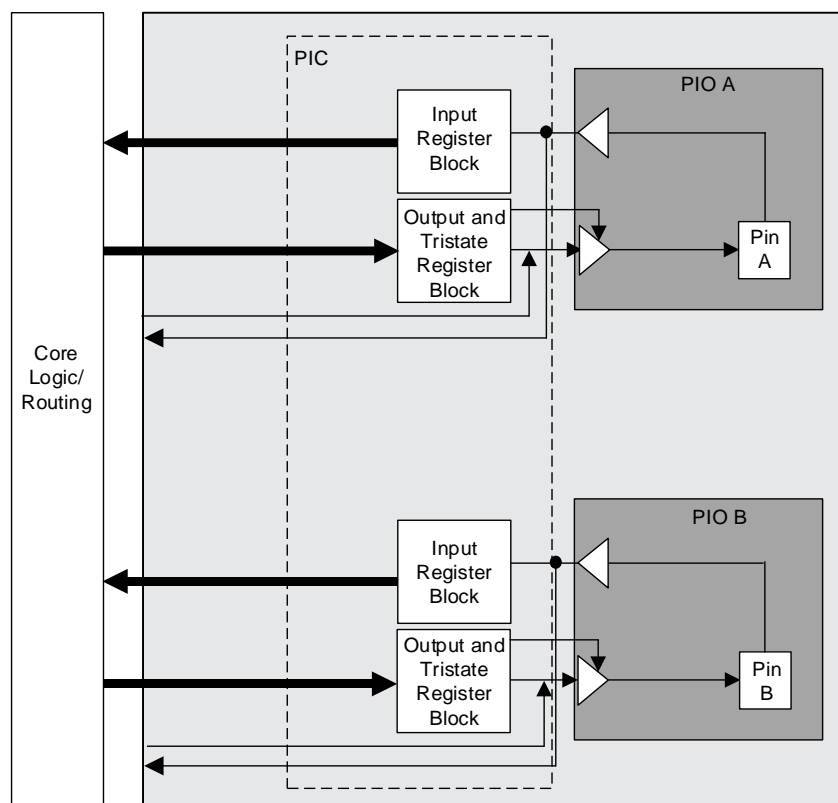 PIC
PIO A
Input
Register
Block
Output and
Tristate
Register
Block
Pin
A
Core
Logic/
Routing
PIO B
Input
Register
Block
Output and
Tristate
Register
Block
Pin
B